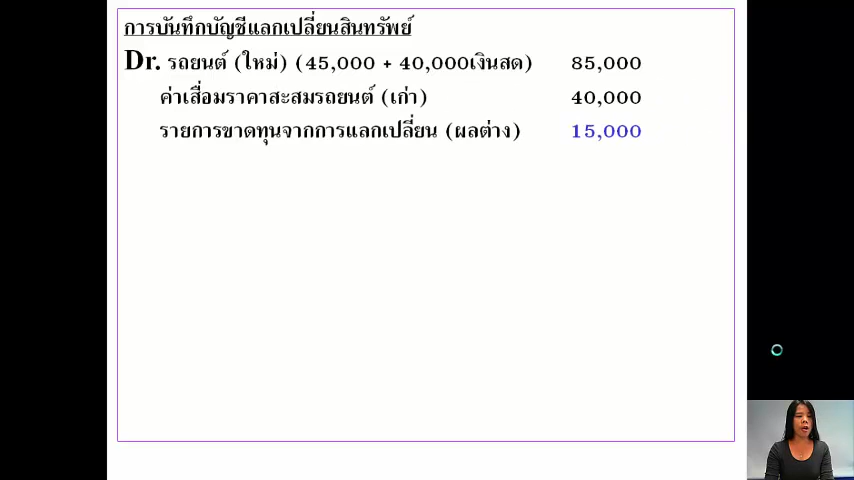 การบันทึกบัญชีแลกเปลี่ยนสินทรัพย์
Dr. รถยนต์ (ใหม่) (45,000 + 40,000เงินสด) 85,000
ค่าเสื่อมราคาสะสมรถยนต์ (เก่า) 40,000
รายการขาดทุนจากการแลกเปลี่ยน (ผลต่าง) 15,000